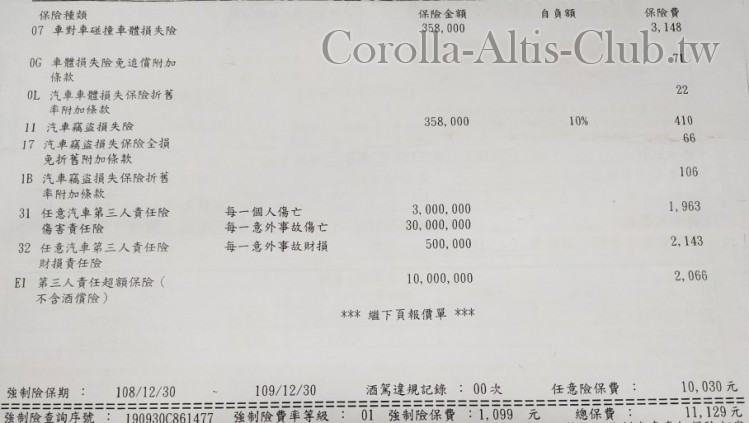 保險種類 保險金額 自負額 保險費
07 車對車碰撞車體損失險 358,000 3,148
Corolla-Altis-Club.tw
0G 車體損失險免追償附加 71
條款
0L 汽車車體損失保險折舊 22
率附加條款
11 汽車竊盜損失險 358,000 10% 410
17 汽車竊盜損失保險全損 66
免折舊附加條款
1B 汽車竊盜損失保險折舊 106
率附加條款
31 任意汽車第三人責任險 每一個人傷亡 3,000,000 1,963
傷害責任險 每一意外事故傷亡 30,000,000
32 任意汽車第三人責任險 每一意外事故財損 500,000 2,143
財損責任險
E1 第三人責任超額保險( 10,000,000 2,066
不含酒償險)
*** 繼下頁報價單 ***
強制險保期 : 108/12/30 ~ 109/12/30 酒駕違規記錄 : 00次 任意險保費 : 10,030元
強制險查詢序號 : 190930C861477 強制險費率等級 : 01 強制險保費 :1,099 元 總保費 : 11,129元